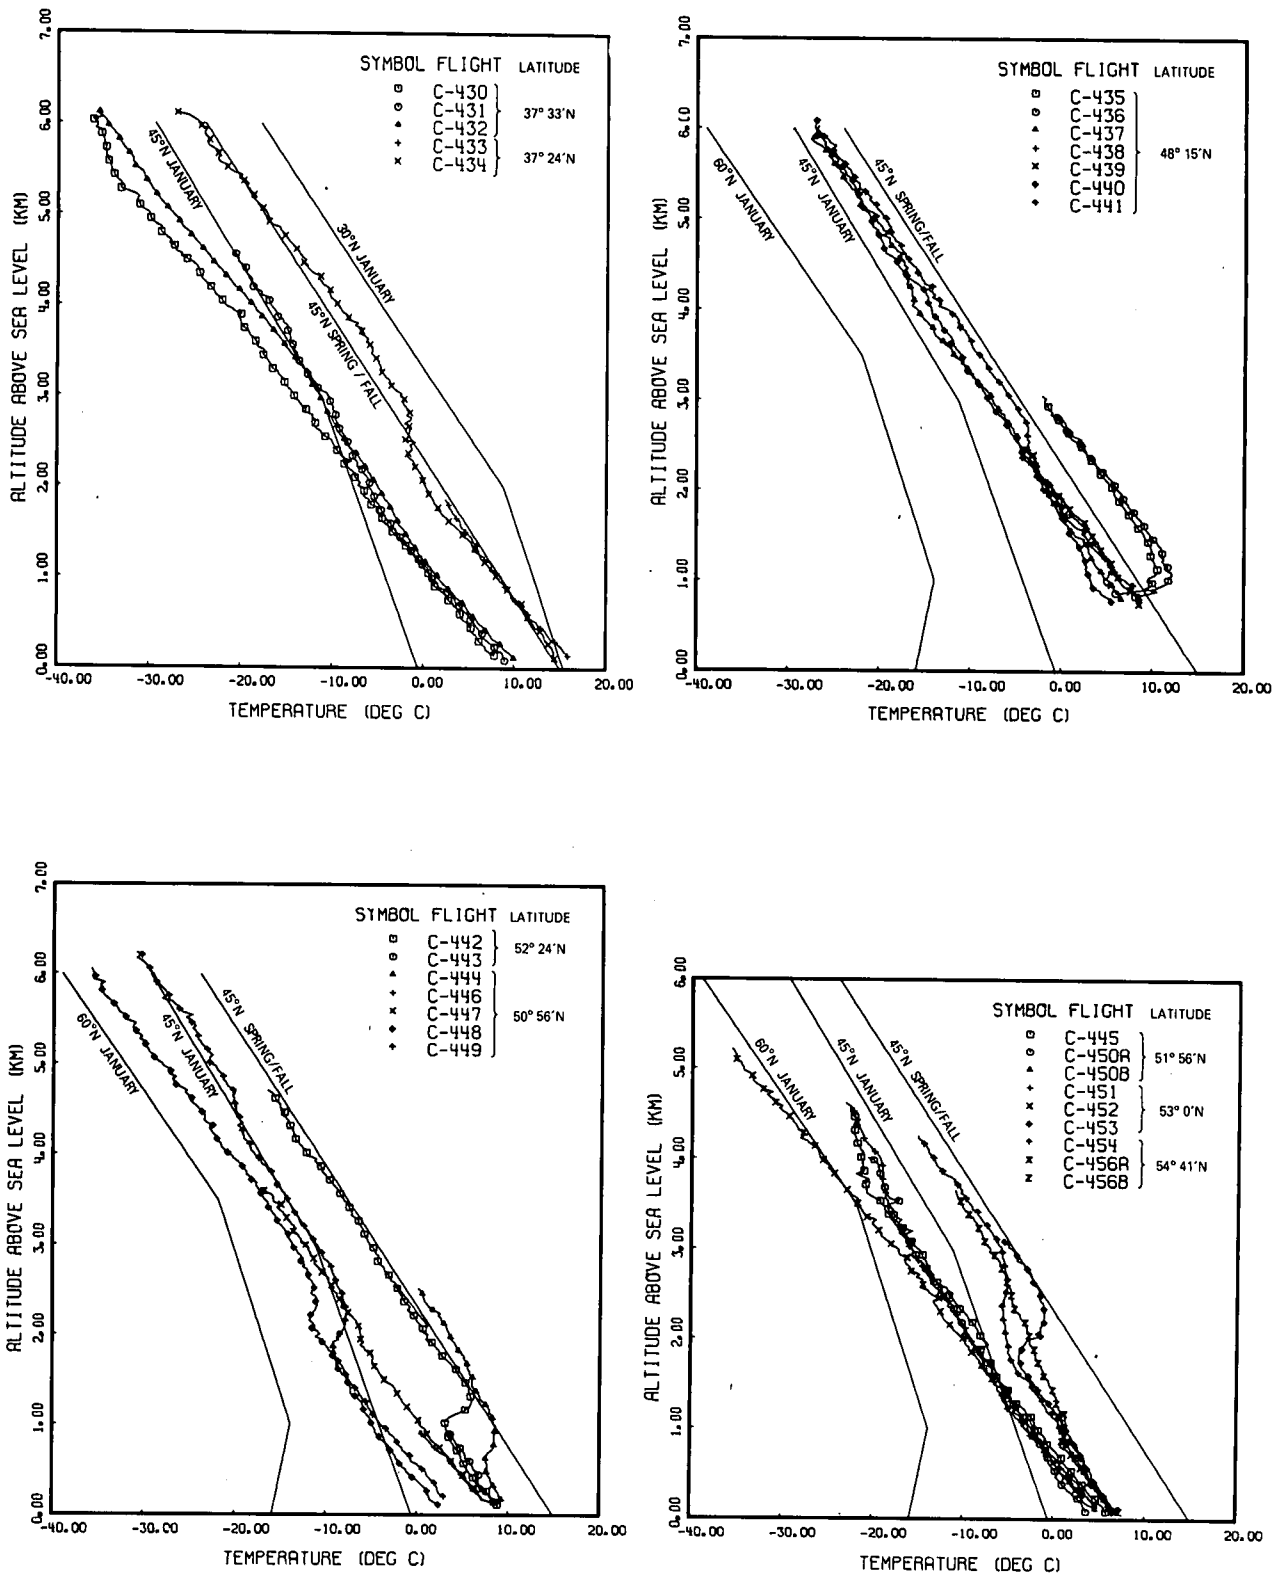 SYMBOL FLIGHT LATITUDE
C-430
C-431
C-432
37° 33′N
C-433
C-434
37° 24′N
45°N JANUARY
30°N JANUARY
45°N SPRING / FALL
ALTITUDE ABOVE SEA LEVEL (KM)
7.00
6.00
5.00
4.00
3.00
2.00
1.00
0.00
-40.00 -30.00 -20.00 -10.00 0.00 10.00 20.00
TEMPERATURE (DEG C)
SYMBOL FLIGHT LATITUDE
C-435
C-436
C-437
C-438
C-439
C-440
C-441
48° 15′N
60°N JANUARY
45°N JANUARY
45°N SPRING/FALL
ALTITUDE ABOVE SEA LEVEL (KM)
7.00
6.00
5.00
4.00
3.00
2.00
1.00
0.00
-40.00 -30.00 -20.00 -10.00 0.00 10.00 20.00
TEMPERATURE (DEG C)
SYMBOL FLIGHT LATITUDE
C-442
C-443
52° 24′N
C-444
C-446
C-447
C-448
C-449
50° 56′N
60°N JANUARY
45°N JANUARY
45°N SPRING/FALL
ALTITUDE ABOVE SEA LEVEL (KM)
7.00
6.00
5.00
4.00
3.00
2.00
1.00
0.00
-40.00 -30.00 -20.00 -10.00 0.00 10.00 20.00
TEMPERATURE (DEG C)
SYMBOL FLIGHT LATITUDE
C-445
C-450A
C-450B
51° 56′N
C-451
C-452
C-453
53° 0′N
C-454
C-456A
C-456B
54° 41′N
60°N JANUARY
45°N JANUARY
45°N SPRING/FALL
ALTITUDE ABOVE SEA LEVEL (KM)
6.00
5.00
4.00
3.00
2.00
1.00
0.00
-40.00 -30.00 -20.00 -10.00 0.00 10.00 20.00
TEMPERATURE (DEG C)